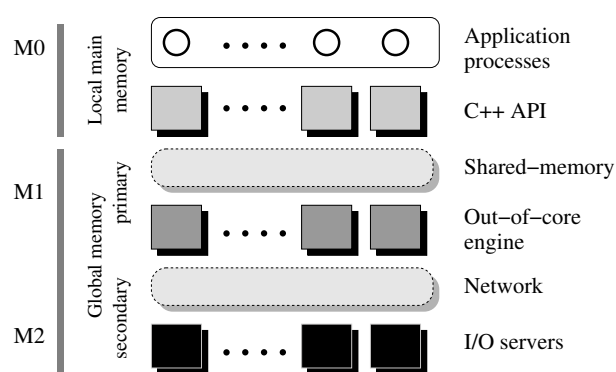 M0
Local main
memory
Application
processes
C++ API
M1
Global memory
primary
secondary
Shared−memory
Out−of−core
engine
Network
M2
I/O servers